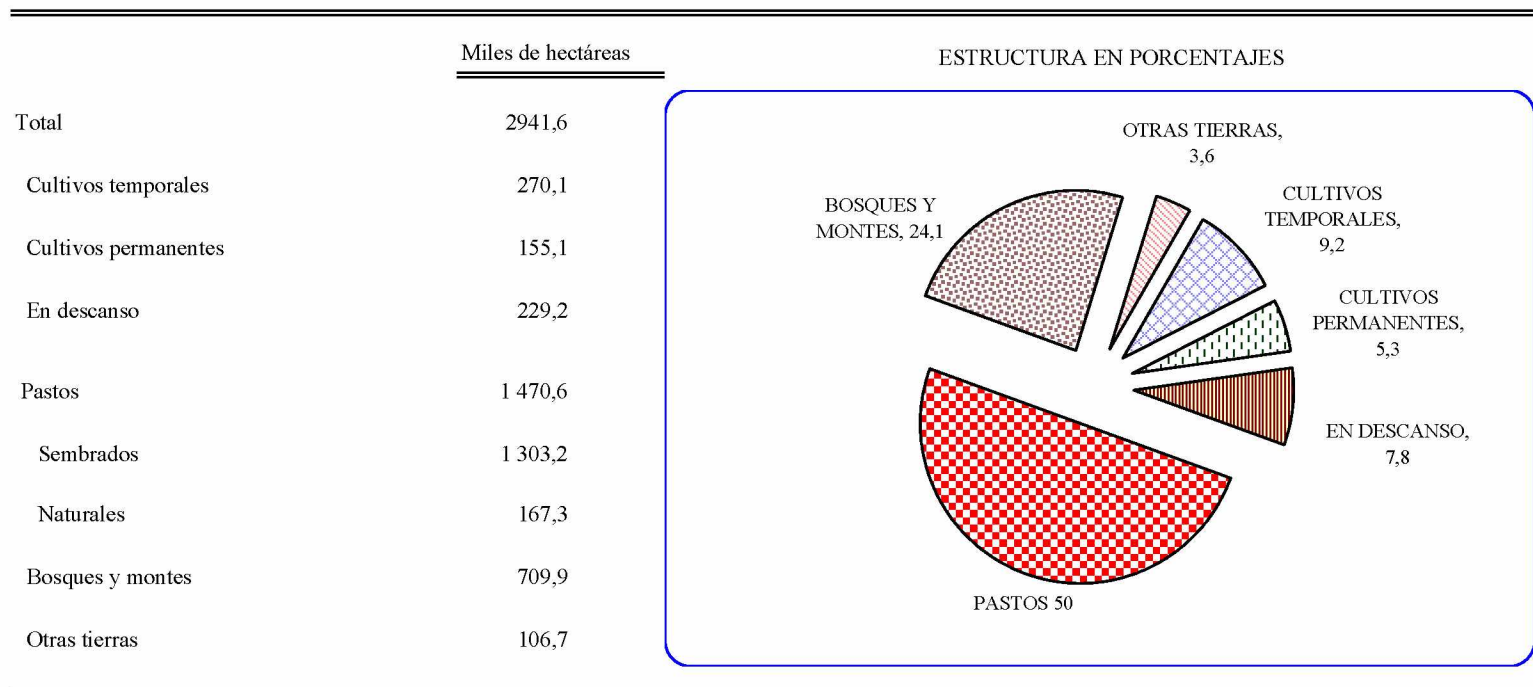 Miles de hectáreas
ESTRUCTURA EN PORCENTAJES
Total 2941,6
Cultivos temporales 270,1
Cultivos permanentes 155,1
En descanso 229,2
Pastos 1 470,6
Sembrados 1 303,2
Naturales 167,3
Bosques y montes 709,9
Otras tierras 106,7
OTRAS TIERRAS,
3,6
CULTIVOS
TEMPORALES,
9,2
BOSQUES Y
MONTES, 24,1
CULTIVOS
PERMANENTES,
5,3
EN DESCANSO,
7,8
PASTOS 50